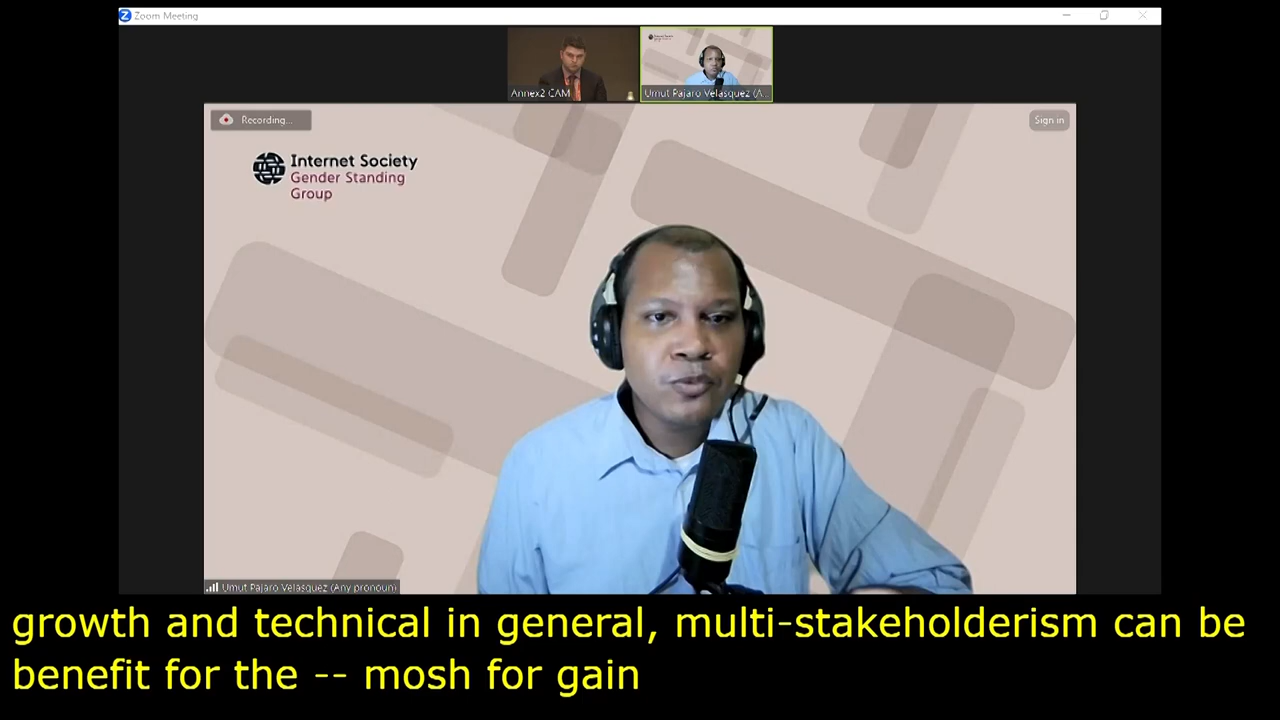 Zoom Meeting
Annex2 CAM
Umut Pajaro Velasquez (A...
Recording...
Sign in
Internet Society
Gender Standing
Group
Umut Pajaro Velasquez (Any pronoun)
growth and technical in general, multi-stakeholderism can be
benefit for the -- mosh for gain